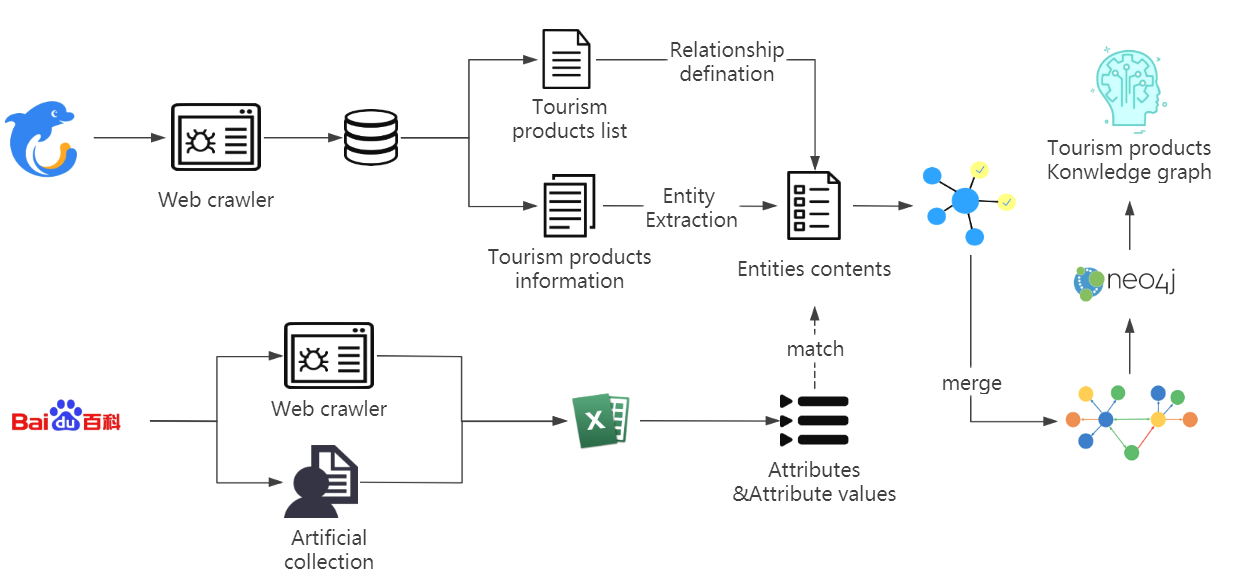 Relationship
defination
Tourism
products list
Web crawler
Entity
Extraction
Tourism products
information
Entities contents
Tourism products
Konwledge graph
neo4j
match
merge
Web crawler
Bai du 百科
X
Attributes
&Attribute values
Artificial
collection